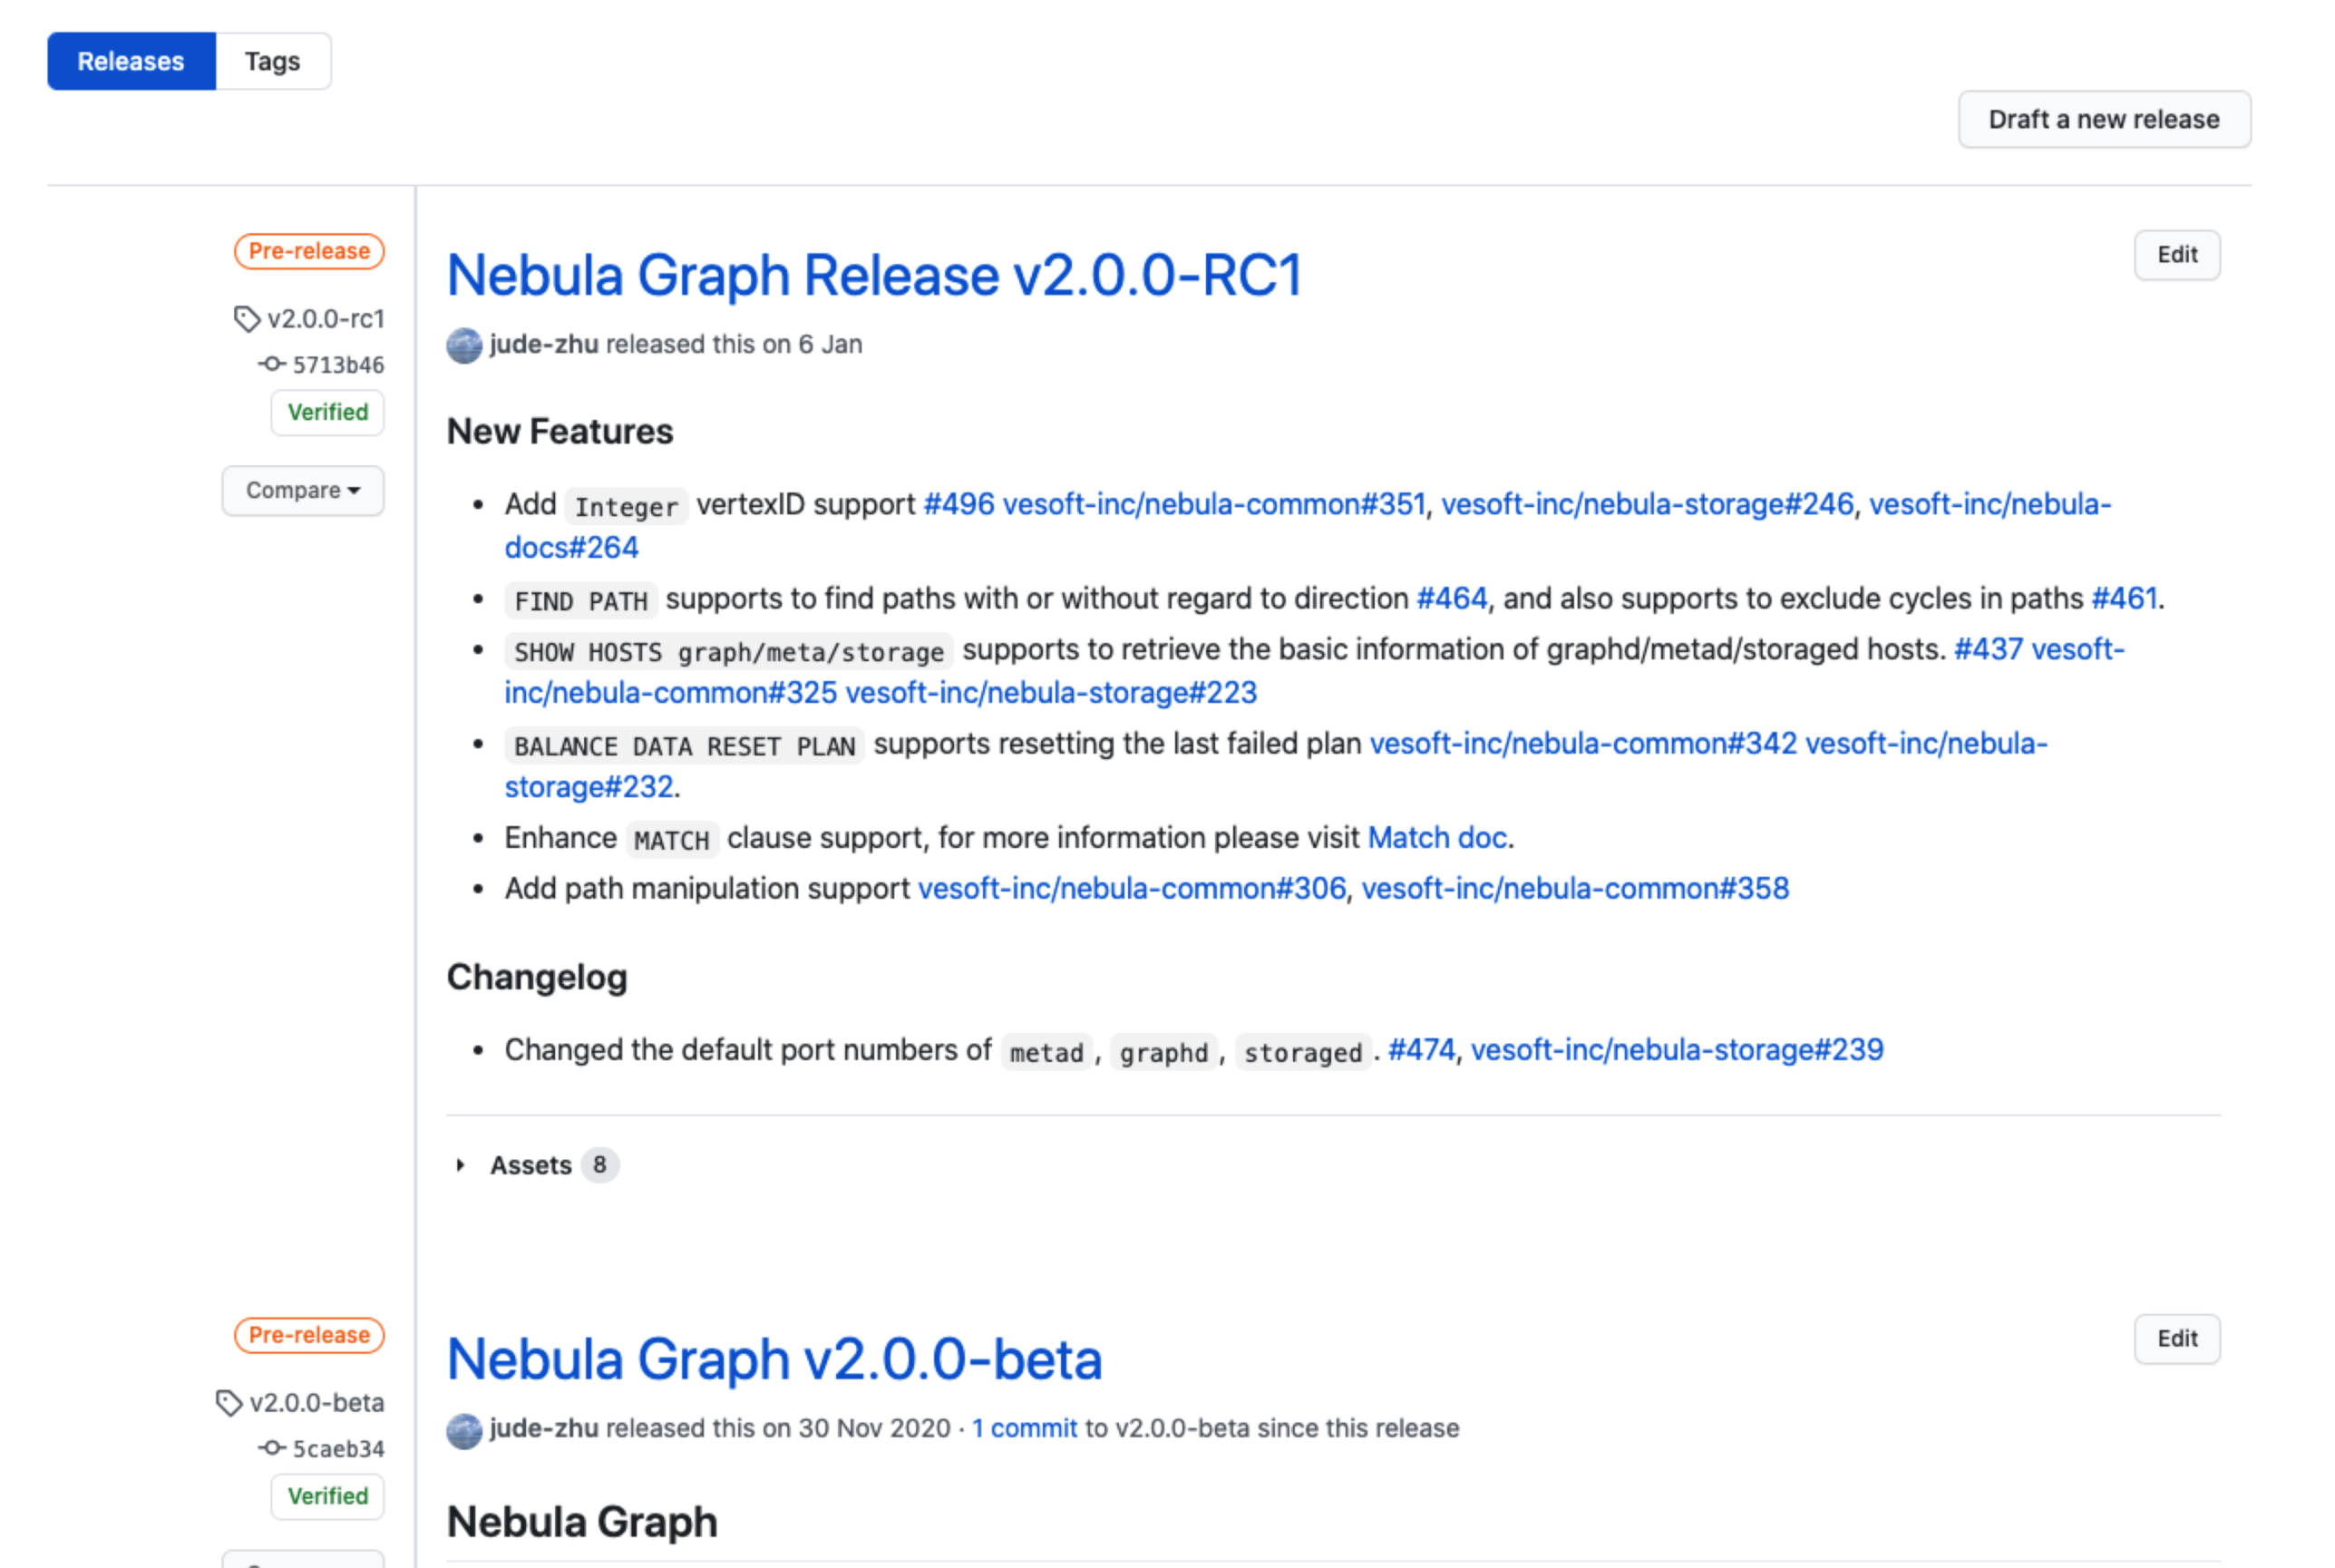 Releases Tags
Draft a new release
Pre-release
v2.0.0-rc1
5713b46
Verified
Compare
Nebula Graph Release v2.0.0-RC1
Edit
jude-zhu released this on 6 Jan
New Features
Add Integer vertexID support #496 vesoft-inc/nebula-common#351, vesoft-inc/nebula-storage#246, vesoft-inc/nebula-
docs#264
FIND PATH supports to find paths with or without regard to direction #464, and also supports to exclude cycles in paths #461.
SHOW HOSTS graph/meta/storage supports to retrieve the basic information of graphd/metad/storaged hosts. #437 vesoft-
inc/nebula-common#325 vesoft-inc/nebula-storage#223
BALANCE DATA RESET PLAN supports resetting the last failed plan vesoft-inc/nebula-common#342 vesoft-inc/nebula-
storage#232.
Enhance MATCH clause support, for more information please visit Match doc.
Add path manipulation support vesoft-inc/nebula-common#306, vesoft-inc/nebula-common#358
Changelog
Changed the default port numbers of metad, graphd, storaged. #474, vesoft-inc/nebula-storage#239
Assets 8
Pre-release
v2.0.0-beta
5caeb34
Verified
Nebula Graph v2.0.0-beta
Edit
jude-zhu released this on 30 Nov 2020 · 1 commit to v2.0.0-beta since this release
Nebula Graph